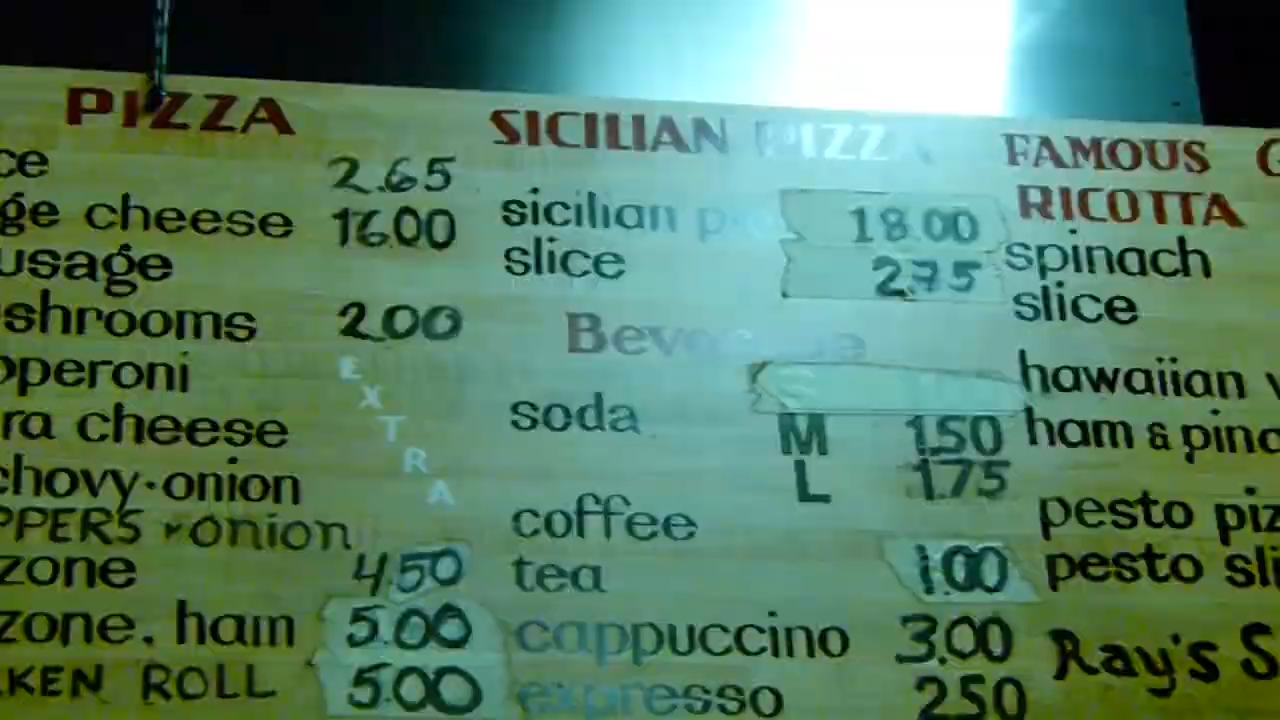 PIZZA
ce 2.65
ge cheese 16.00
usage
shrooms 2.00
pperoni
ra cheese
chovy·onion
PPERS onion
EXTRA
zone 4.50
zone. ham 5.00
KEN ROLL 5.00
SICILIAN PIZZA
sicilian 18.00
slice 2.75
soda
M 1.50
L 1.75
coffee
tea 1.00
cappuccino 3.00
expresso 2.50
FAMOUS
RICOTTA
spinach
slice
hawaiian
ham & pin
pesto piz
pesto sli
Ray's S